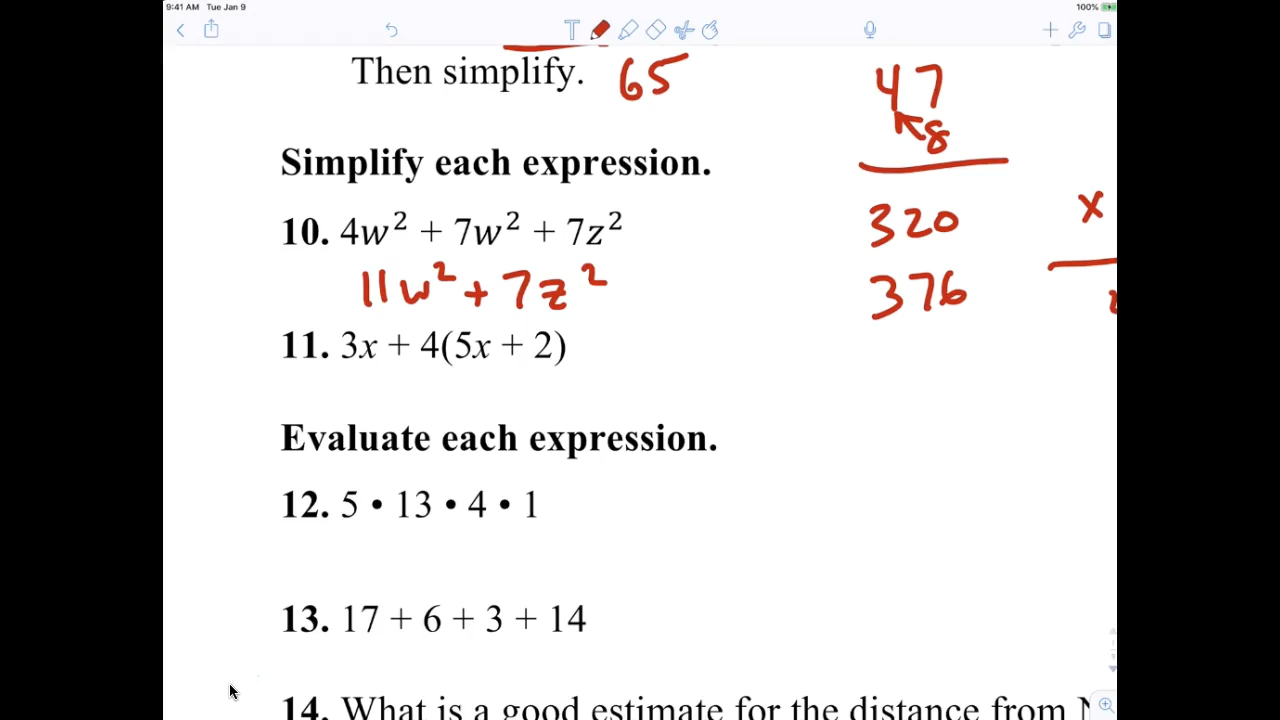 9:41 AM Tue Jan 9
100%
T
Then simplify. 65
47
8
Simplify each expression.
320
x
10. 4w² + 7w² + 7z²
11w² + 7z²
376
11. 3x + 4(5x + 2)
Evaluate each expression.
12. 5 • 13 • 4 • 1
13. 17 + 6 + 3 + 14
14. What is a good estimate for the distance from